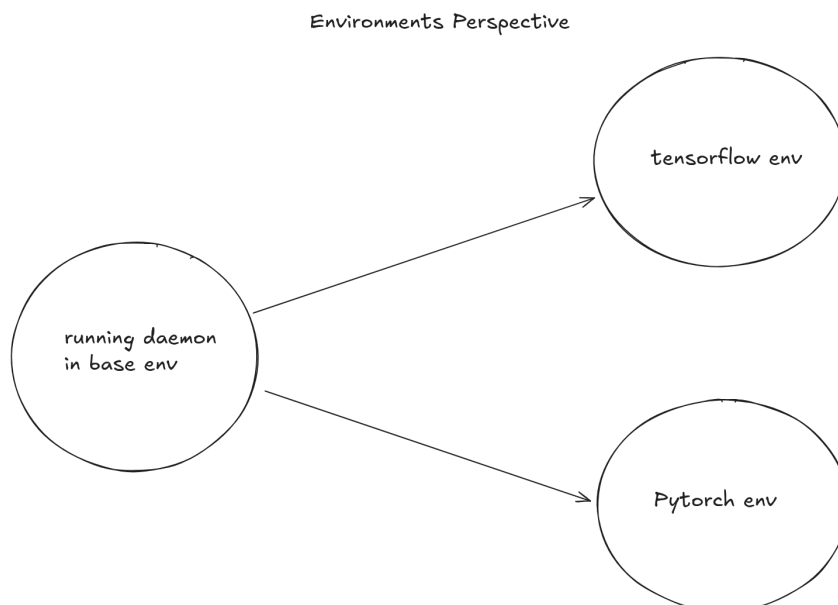 Environments Perspective
tensorflow env
running daemon
in base env
Pytorch env